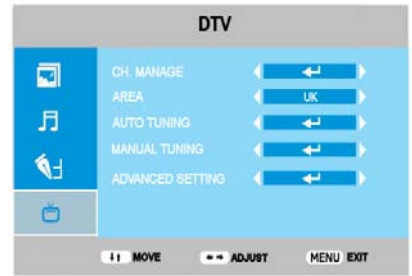 DTV
CH. MANAGE
AREA UK
AUTO TUNING
MANUAL TUNING
ADVANCED SETTING
MOVE ADJUST MENU EXIT